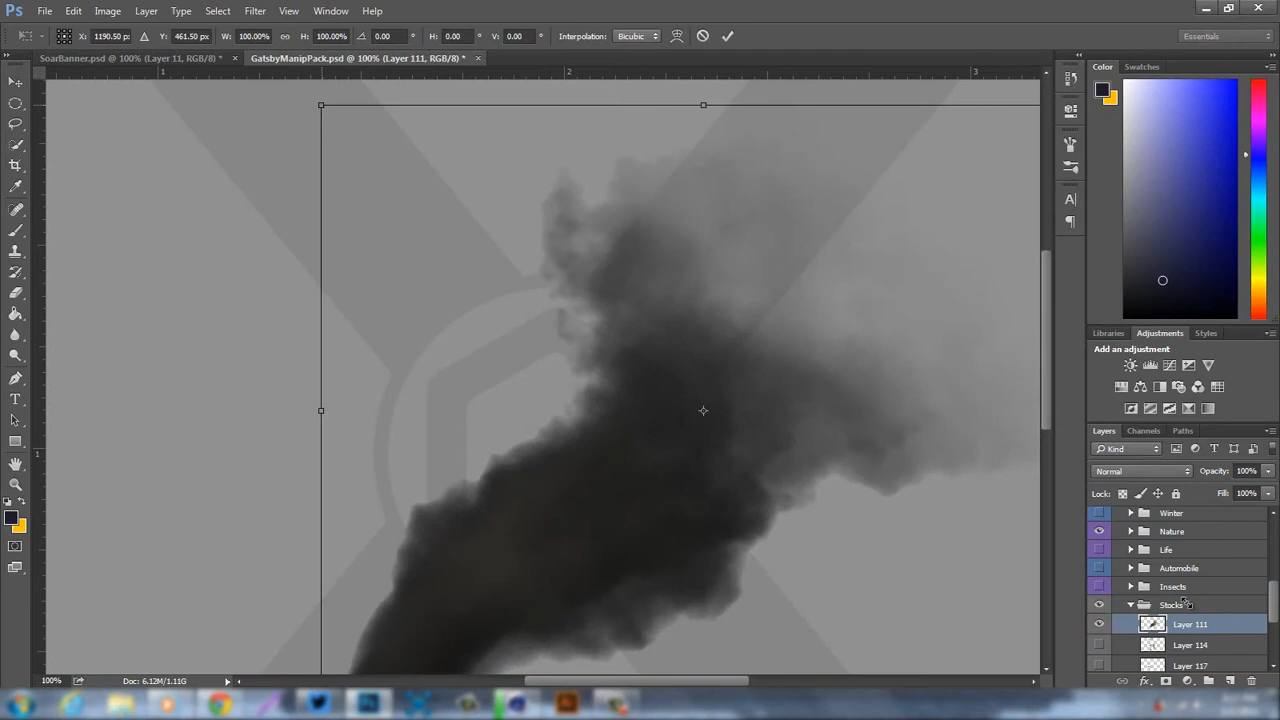 Ps File Edit Image Layer Type Select Filter View Window Help
X: 1190.50 px Y: 461.50 px W: 100.00% H: 100.00% 0.00 ° H: 0.00 ° V: 0.00 ° Interpolation: Bicubic Essentials
SoarBanner.psd @ 100% (Layer 11, RGB/8) * × GatsbyManipPack.psd @ 100% (Layer 111, RGB/8) * ×
1 2 3
Color Swatches
Libraries Adjustments Styles
Add an adjustment
Layers Channels Paths
Kind
Normal Opacity: 100%
Lock: Fill: 100%
Winter
Nature
Life
Automobile
Insects
Stocks
Layer 111
Layer 114
Layer 117
1
100% Doc: 6.12M/1.11G